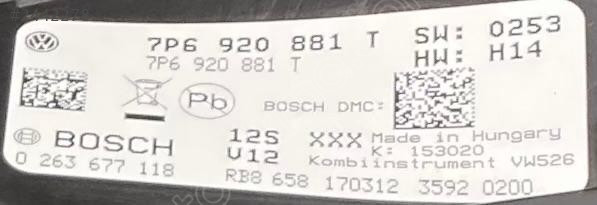 7P6 920 881 T SW: 0253
7P6 920 881 T HW: H14
Pb BOSCH DMC:
BOSCH 12S XXX Made in Hungary
V12 K: 153020
0 263 677 118 Kombiinstrument VW526
RB8 658 170312 3592 0200